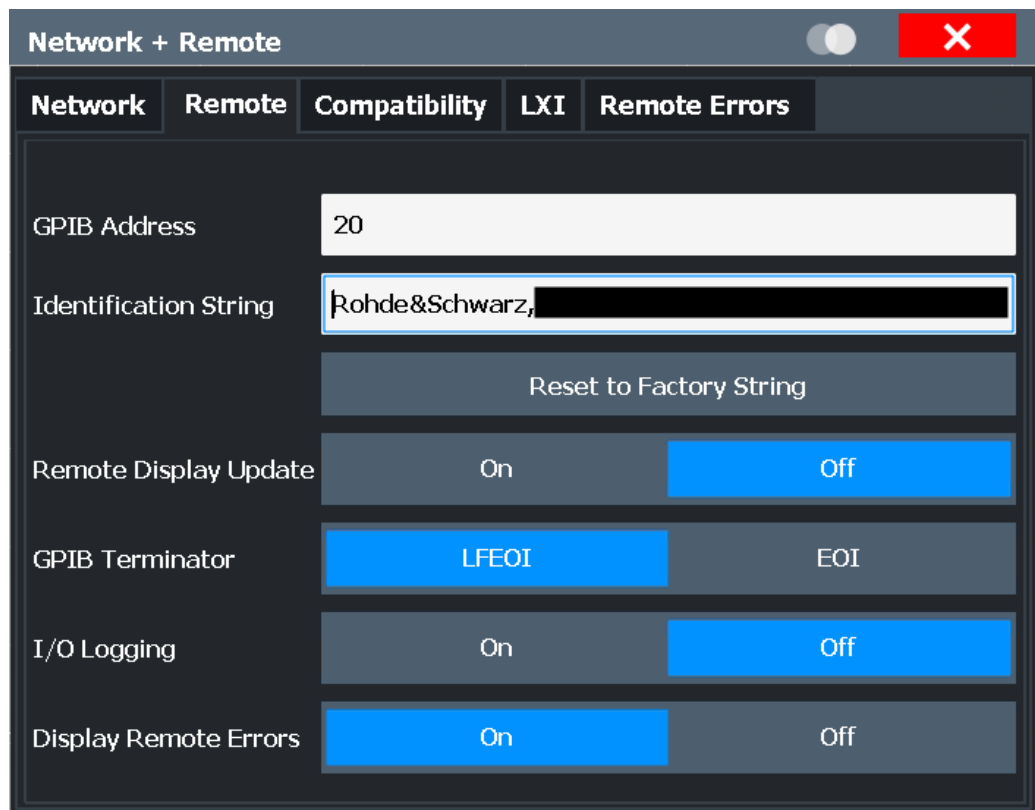 Network + Remote
Network Remote Compatibility LXI Remote Errors
GPIB Address 20
Identification String Rohde&Schwarz,
Reset to Factory String
Remote Display Update On Off
GPIB Terminator LFEOI EOI
I/O Logging On Off
Display Remote Errors On Off